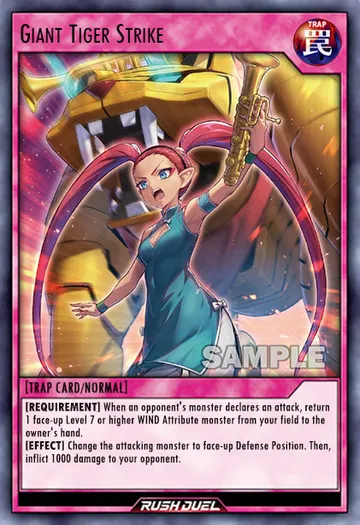 GIANT TIGER STRIKE
TRAP
罠
SAMPLE
[TRAP CARD/NORMAL]
[REQUIREMENT] When an opponent's monster declares an attack, return
1 face-up Level 7 or higher WIND Attribute monster from your field to
the owner's hand.
[EFFECT] Change the attacking monster to face-up Defense Position. Then,
inflict 1000 damage to your opponent.
RUSH DUEL